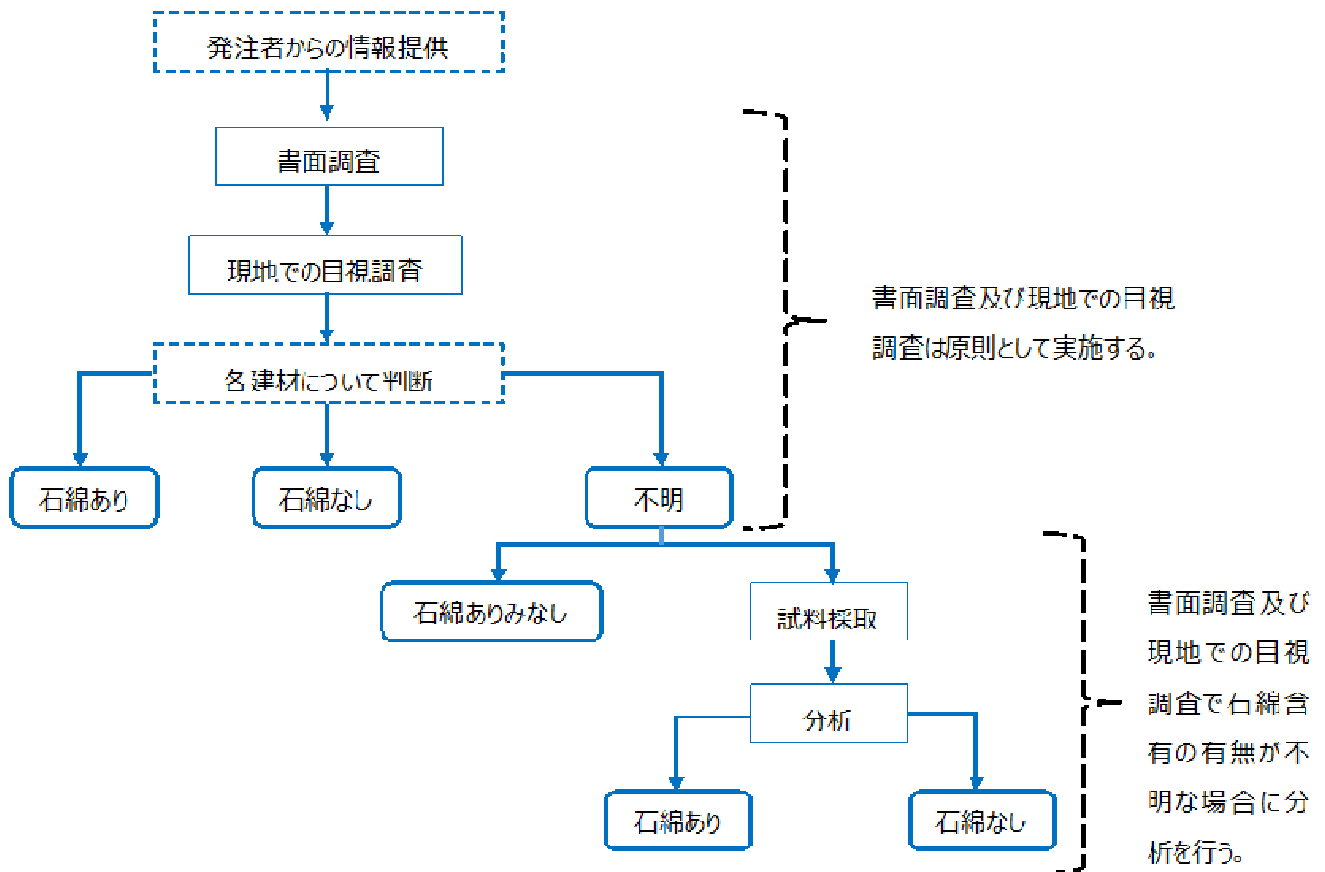 発注者からの情報提供
書面調査
現地での目視調査
各建材について判断
石綿あり
石綿なし
不明
書面調査及び現地での目視
調査は原則として実施する。
石綿ありみなし
試料採取
分析
石綿あり
石綿なし
書面調査及び
現地での目視
調査で石綿含
有の有無が不
明な場合に分
析を行う。